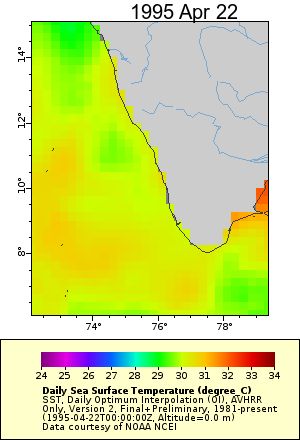 1995 Apr 22
14°
12°
10°
8°
74°
76°
78°
24 25 26 27 28 29 30 31 32 33 34
Daily Sea Surface Temperature (degree_C)
SST, Daily Optimum Interpolation (OI), AVHRR
Only, Version 2, Final+Preliminary, 1981-present
(1995-04-22T00:00:00Z, Altitude=0.0 m)
Data courtesy of NOAA NCEI